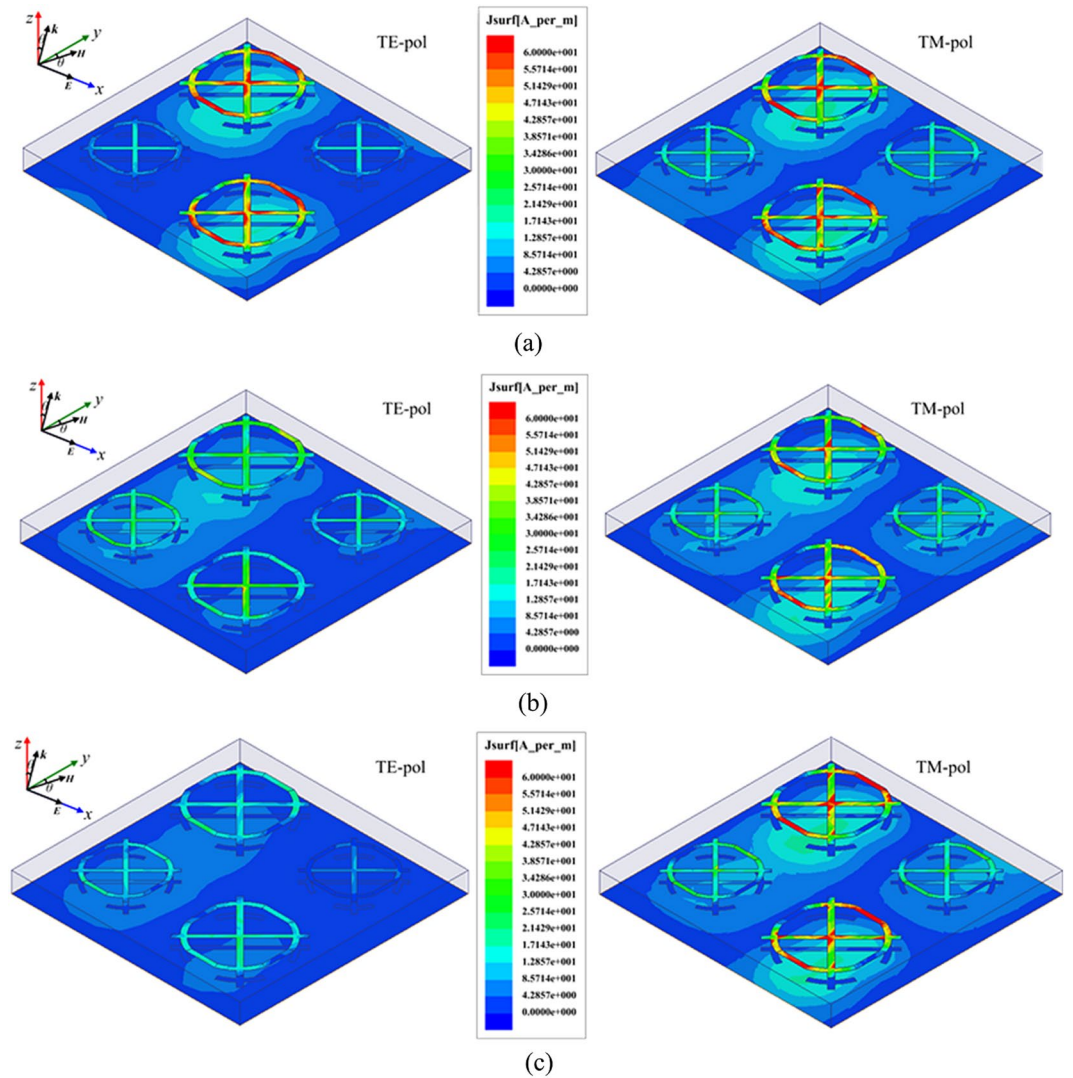 z
k
y
H
θ
E
x
TE-pol
Jsurf[A_per_m]
6.0000e+001
5.5714e+001
5.1429e+001
4.7143e+001
4.2857e+001
3.8571e+001
3.4286e+001
3.0000e+001
2.5714e+001
2.1429e+001
1.7143e+001
1.2857e+001
8.5714e+001
4.2857e+000
0.0000e+000
TM-pol
(a)
z
k
y
H
θ
E
x
TE-pol
Jsurf[A_per_m]
6.0000e+001
5.5714e+001
5.1429e+001
4.7143e+001
4.2857e+001
3.8571e+001
3.4286e+001
3.0000e+001
2.5714e+001
2.1429e+001
1.7143e+001
1.2857e+001
8.5714e+001
4.2857e+000
0.0000e+000
TM-pol
(b)
z
k
y
H
θ
E
x
TE-pol
Jsurf[A_per_m]
6.0000e+001
5.5714e+001
5.1429e+001
4.7143e+001
4.2857e+001
3.8571e+001
3.4286e+001
3.0000e+001
2.5714e+001
2.1429e+001
1.7143e+001
1.2857e+001
8.5714e+001
4.2857e+000
0.0000e+000
TM-pol
(c)